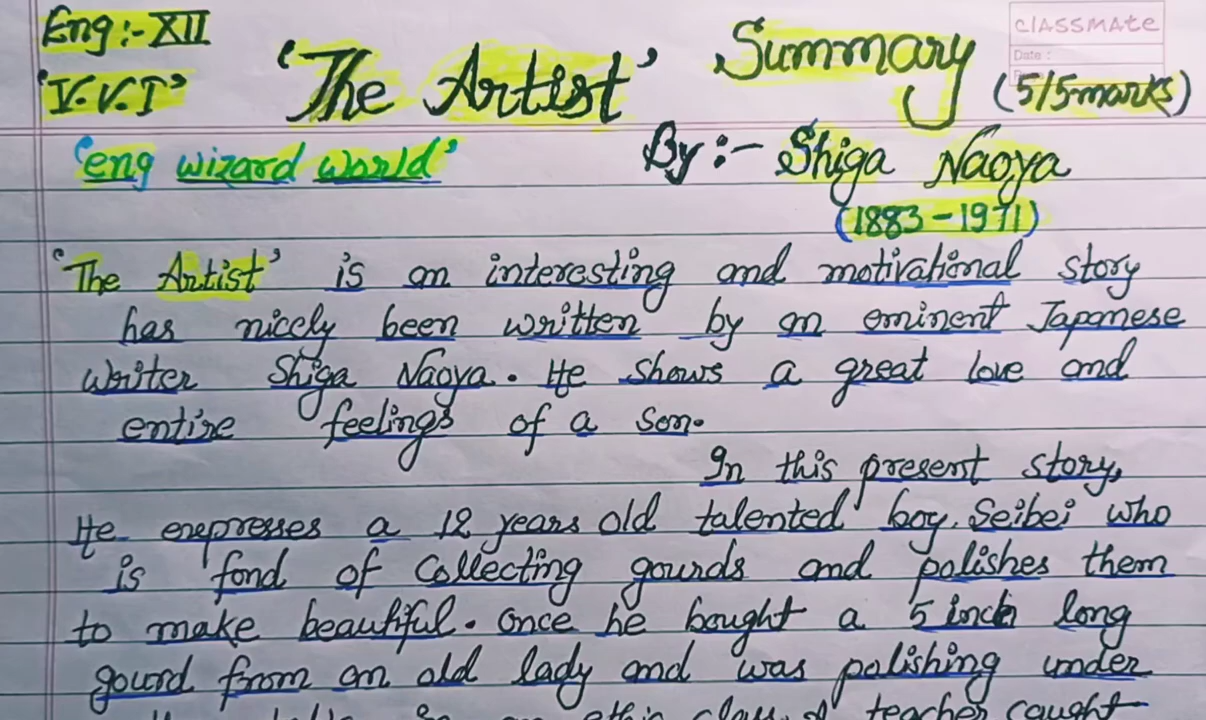 Eng:- XII
CLASSMATE
Date :
'V.V.I'
'The Artist' Summary (5/5marks)
'eng wizard world'
By :- Shiga Naoya
(1883-1971)
'The Artist' is an interesting and motivational story
has nicely been written by an eminent Japanese
writer Shiga Naoya. He shows a great love and
entire feelings of a son.
In this present story,
He exepresses a 12 years old talented boy. Seibei who
is fond of collecting gourds and polishes them
to make beautiful. Once he bought a 5 inch long
gourd from an old lady and was polishing under
class. teacher caught